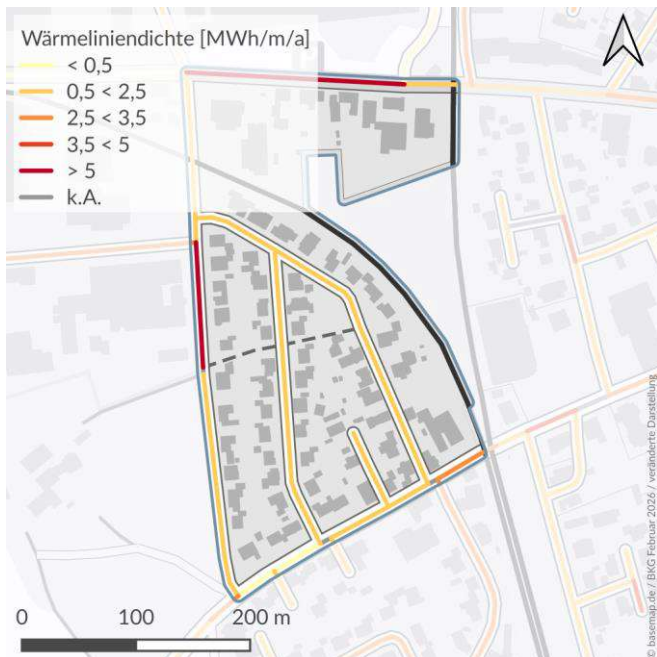 Wärmeliniendichte [MWh/m/a]
< 0,5
0,5 < 2,5
2,5 < 3,5
3,5 < 5
> 5
k.A.
0 100 200 m
© basemap.de / BKG Februar 2026 / veränderte Darstellung